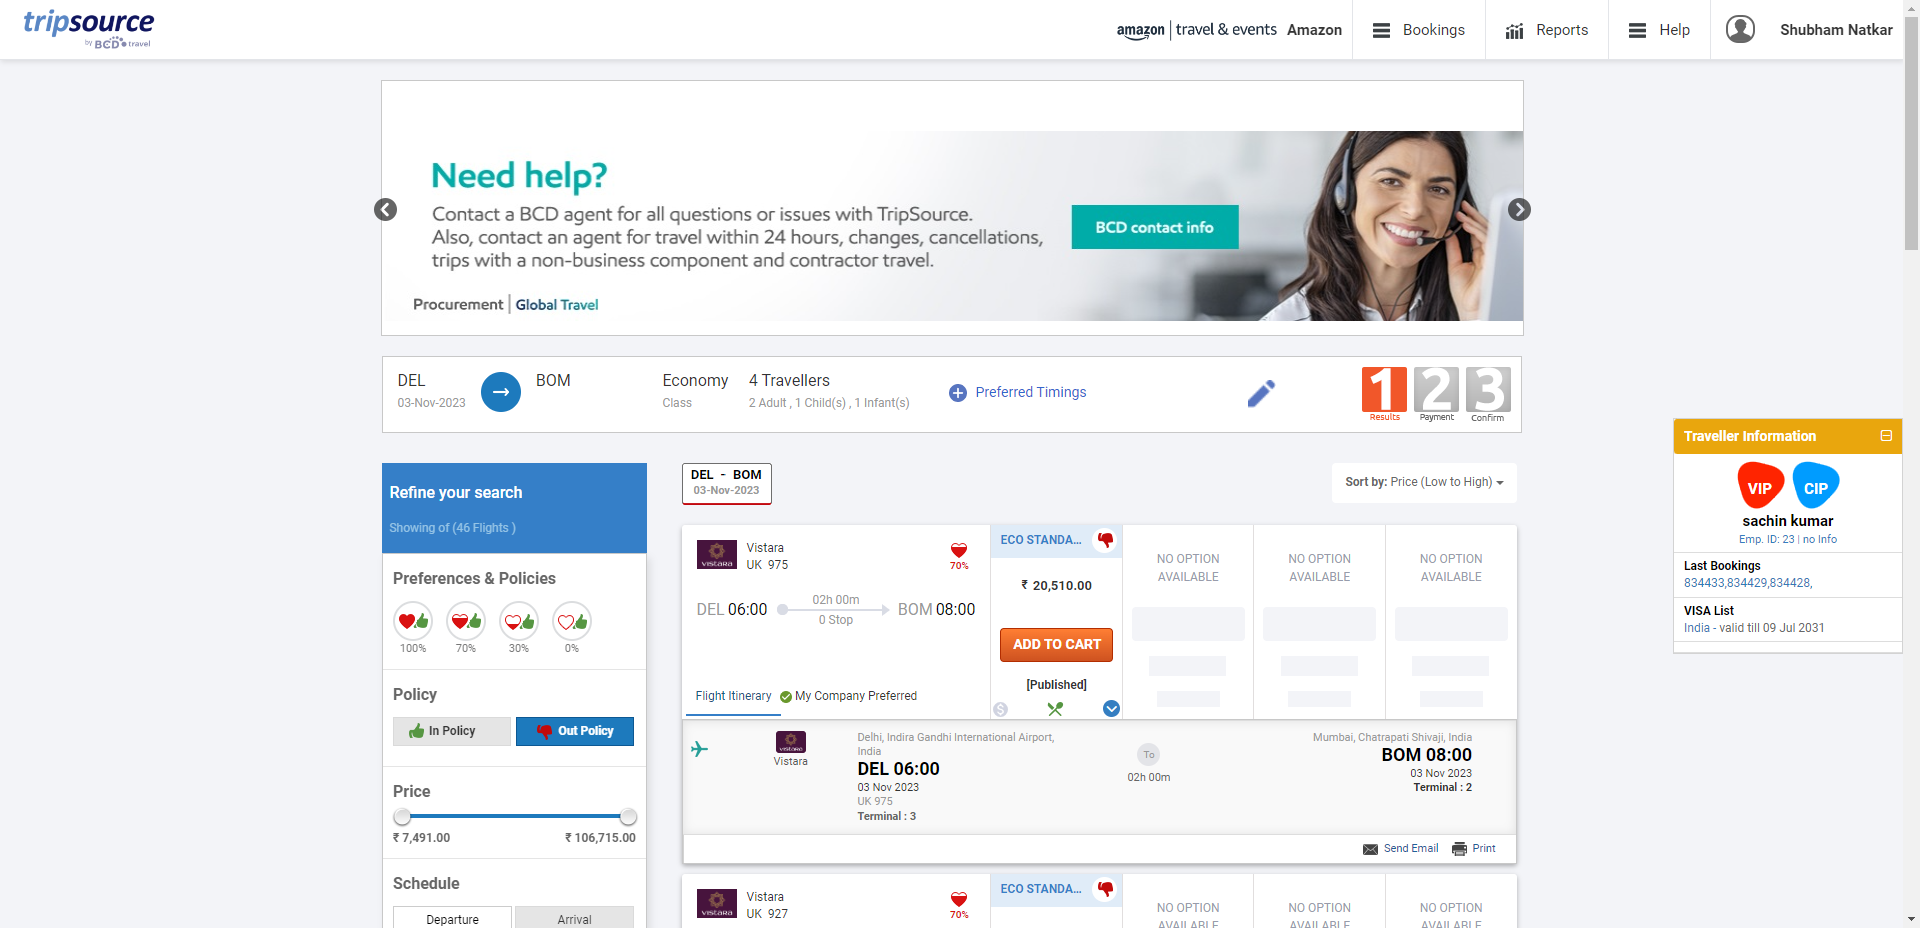 tripsource
by BCD travel
amazon | travel & events Amazon
Bookings
Reports
Help
Shubham Natkar
Need help?
Contact a BCD agent for all questions or issues with TripSource.
Also, contact an agent for travel within 24 hours, changes, cancellations,
trips with a non-business component and contractor travel.
BCD contact info
Procurement | Global Travel
DEL
03-Nov-2023
BOM
Economy
Class
4 Travellers
2 Adult , 1 Child(s) , 1 Infant(s)
Preferred Timings
1 2 3
Results Payment Confirm
Traveller Information
VIP CIP
sachin kumar
Emp. ID: 23 | no Info
Last Bookings
834433,834429,834428,
VISA List
India - valid till 09 Jul 2031
Refine your search
Showing of (46 Flights )
Preferences & Policies
100% 70% 30% 0%
Policy
In Policy Out Policy
Price
₹ 7,491.00 ₹ 106,715.00
Schedule
Departure Arrival
DEL - BOM
03-Nov-2023
Sort by: Price (Low to High)
VISTARA
Vistara
UK 975
70%
DEL 06:00
02h 00m
0 Stop
BOM 08:00
Flight Itinerary
My Company Preferred
ECO STANDA...
₹ 20,510.00
ADD TO CART
[Published]
$
NO OPTION
AVAILABLE
NO OPTION
AVAILABLE
NO OPTION
AVAILABLE
VISTARA
Vistara
Delhi, Indira Gandhi International Airport,
India
DEL 06:00
03 Nov 2023
UK 975
Terminal : 3
To
02h 00m
Mumbai, Chatrapati Shivaji, India
BOM 08:00
03 Nov 2023
Terminal : 2
Send Email
Print
VISTARA
Vistara
UK 927
70%
ECO STANDA...
NO OPTION
AVAILABLE
NO OPTION
AVAILABLE
NO OPTION
AVAILABLE